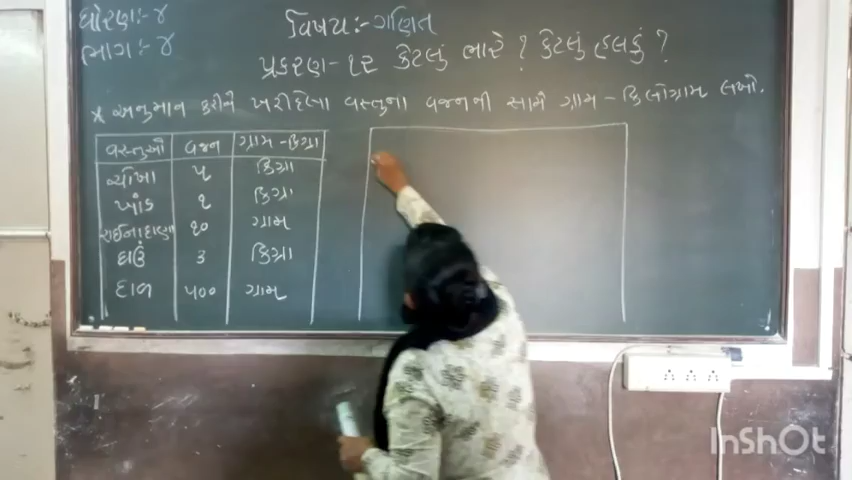 ધોરણ:- ૪
વિષય:- ગણિત
ભાગ:- ૪
પ્રકરણ - ૧૨ કેટલું ભારે ? કેટલું હલકું ?
* અનુમાન કરીને ખરીદેલા વસ્તુના વજનની સામે ગ્રામ - કિલોગ્રામ લખો.
વસ્તુઓ વજન ગ્રામ - કિગ્રા
ચોખા ૫ કિગ્રા
ખાંડ ૧ કિગ્રા
રાઈના દાણા ૧૦ ગ્રામ
ઘઉં ૩ કિગ્રા
દાળ ૫૦૦ ગ્રામ
InShOt